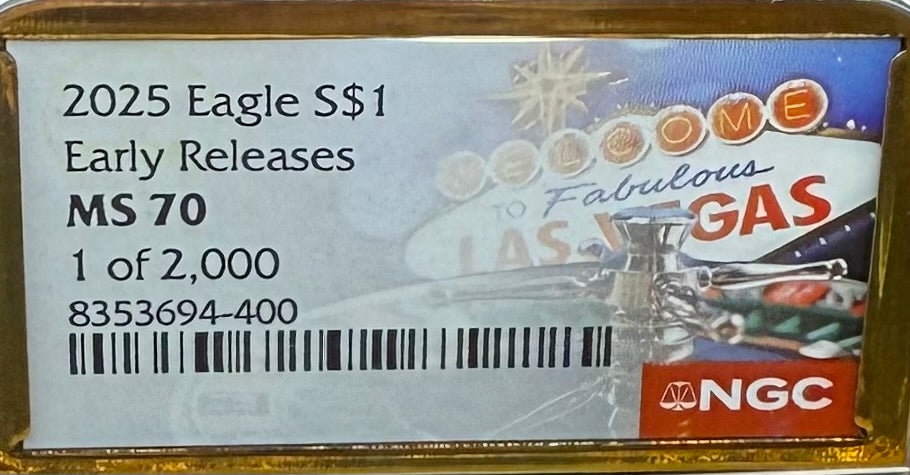 2025 Eagle S$1
Early Releases
MS 70
1 of 2,000
8353694-400
WELCOME
TO Fabulous
LAS VEGAS
NGC